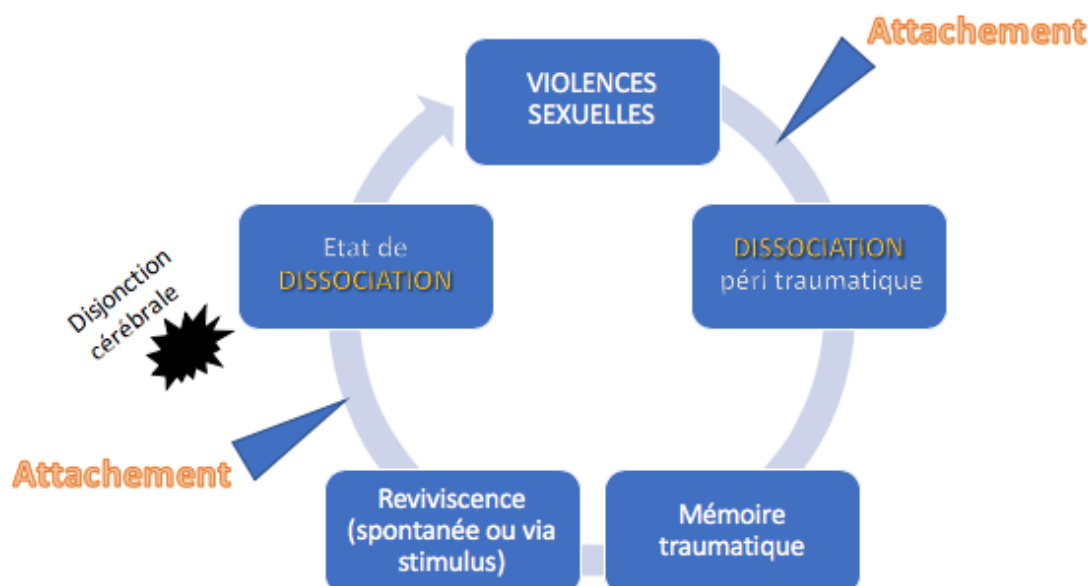 Attachement
VIOLENCES
SEXUELLES
DISSOCIATION
péri traumatique
Mémoire
traumatique
Reviviscence
(spontanée ou via
stimulus)
Attachement
Disjonction
cérébrale
Etat de
DISSOCIATION